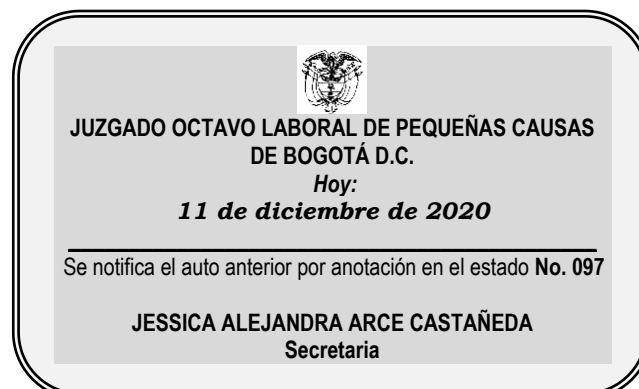 JUZGADO OCTAVO LABORAL DE PEQUEÑAS CAUSAS
DE BOGOTÁ D.C.
Hoy:
11 de diciembre de 2020
Se notifica el auto anterior por anotación en el estado No. 097
JESSICA ALEJANDRA ARCE CASTAÑEDA
Secretaria